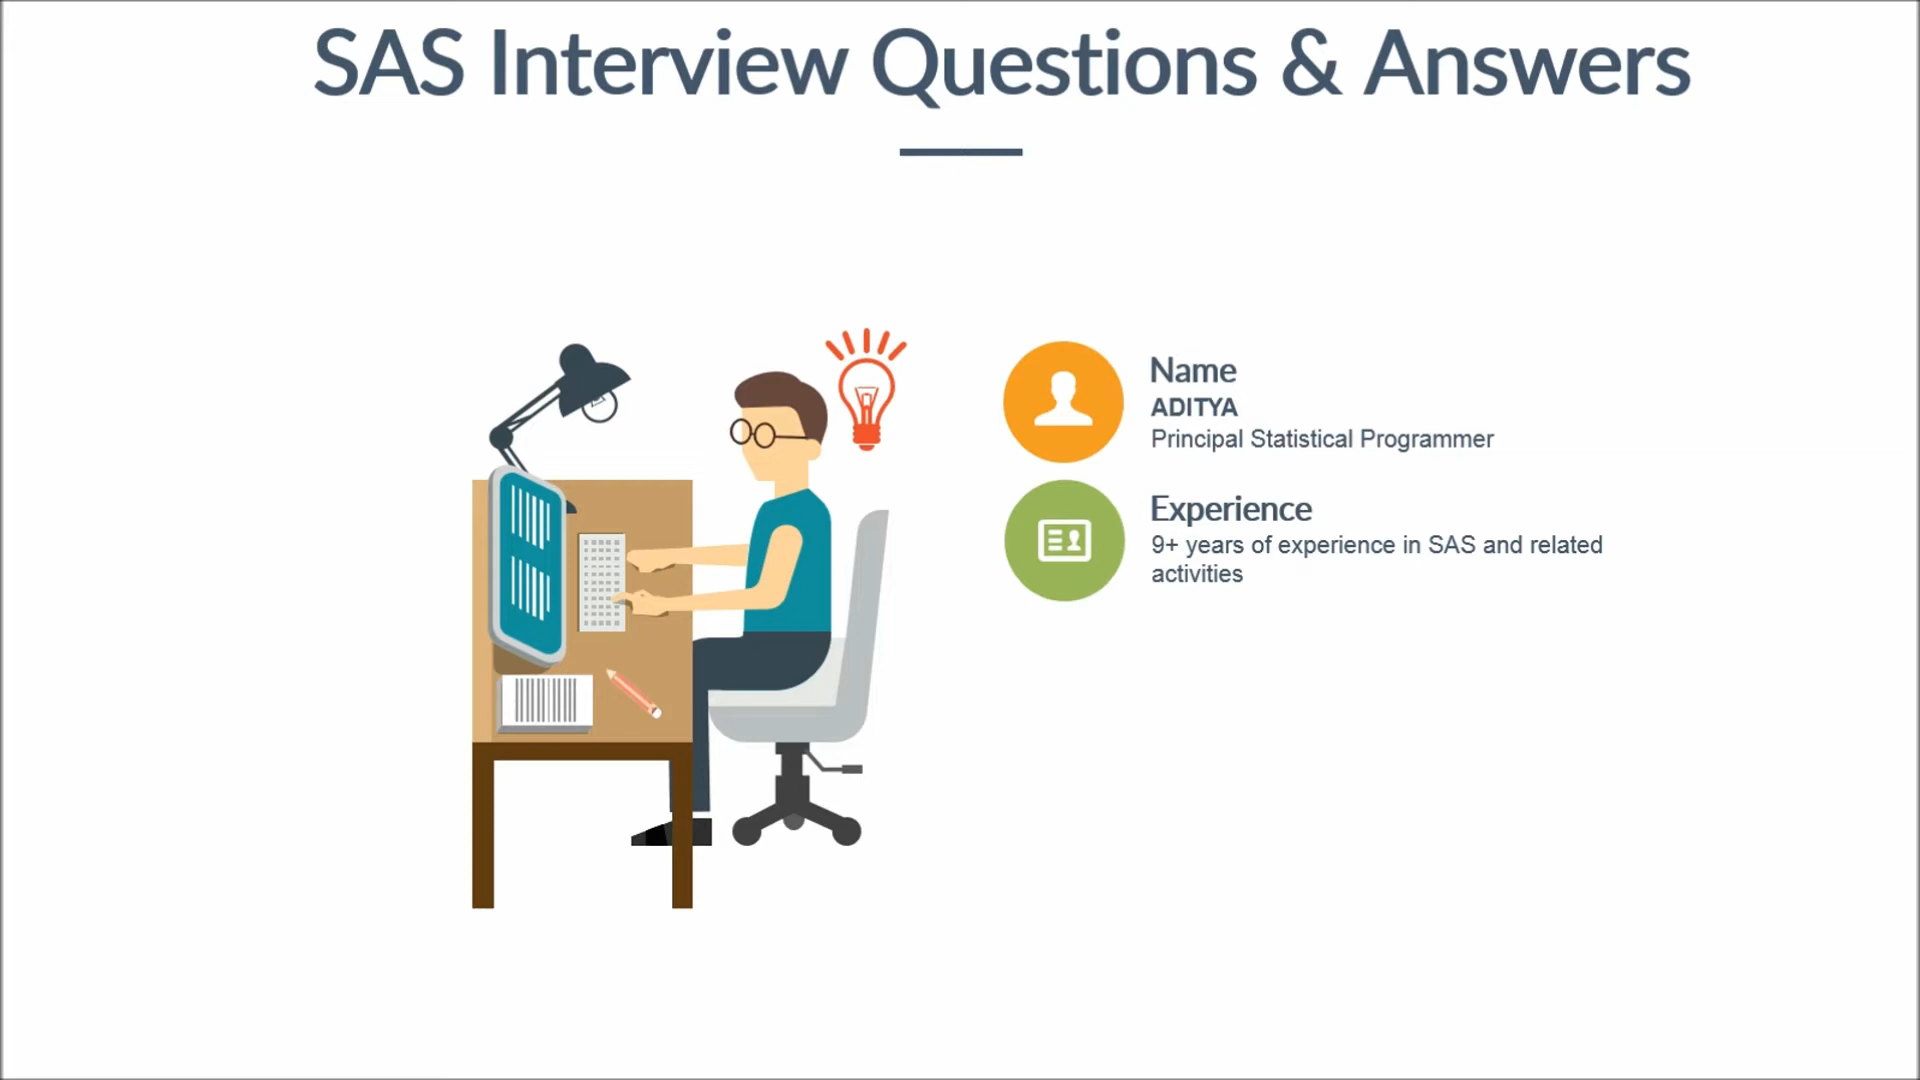 SAS Interview Questions & Answers
Name
ADITYA
Principal Statistical Programmer
Experience
9+ years of experience in SAS and related
activities